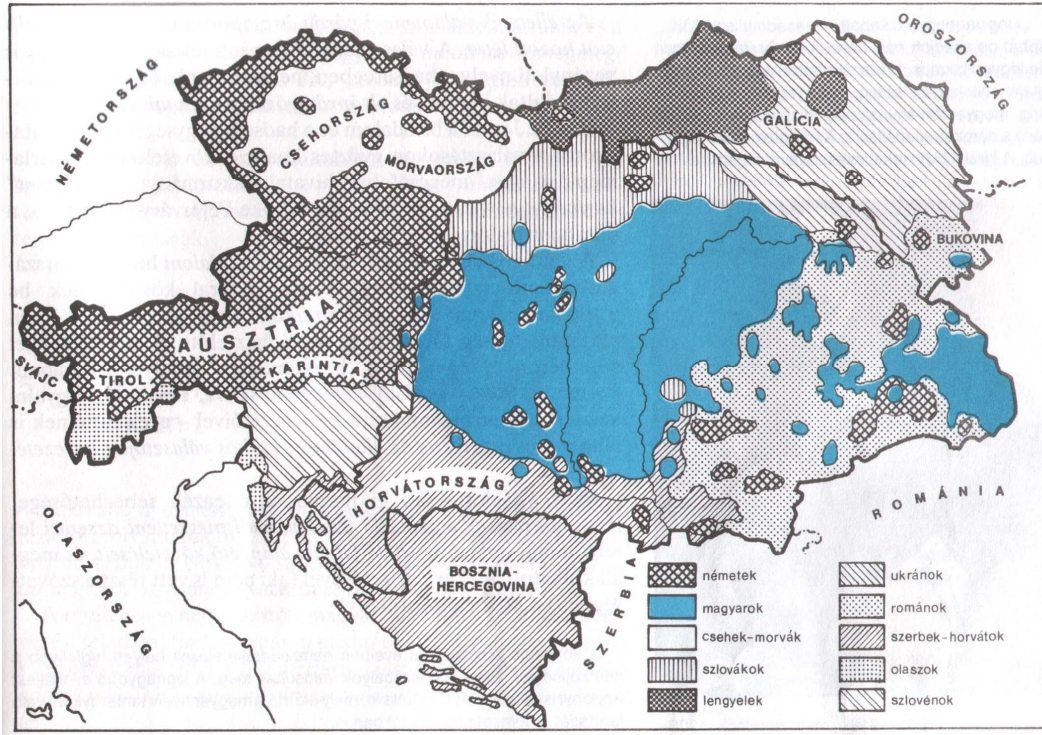 OROSZORSZÁG
NÉMETORSZÁG
CSEHORSZÁG
MORVAORSZÁG
GALÍCIA
BUKOVINA
AUSZTRIA
KARINTIA
SVÁJC
TIROL
HORVÁTORSZÁG
OLASZORSZÁG
BOSZNIA-
HERCEGOVINA
SZERBIA
ROMÁNIA
németek
magyarok
csehek-morvák
szlovákok
lengyelek
ukránok
románok
szerbek-horvátok
olaszok
szlovének